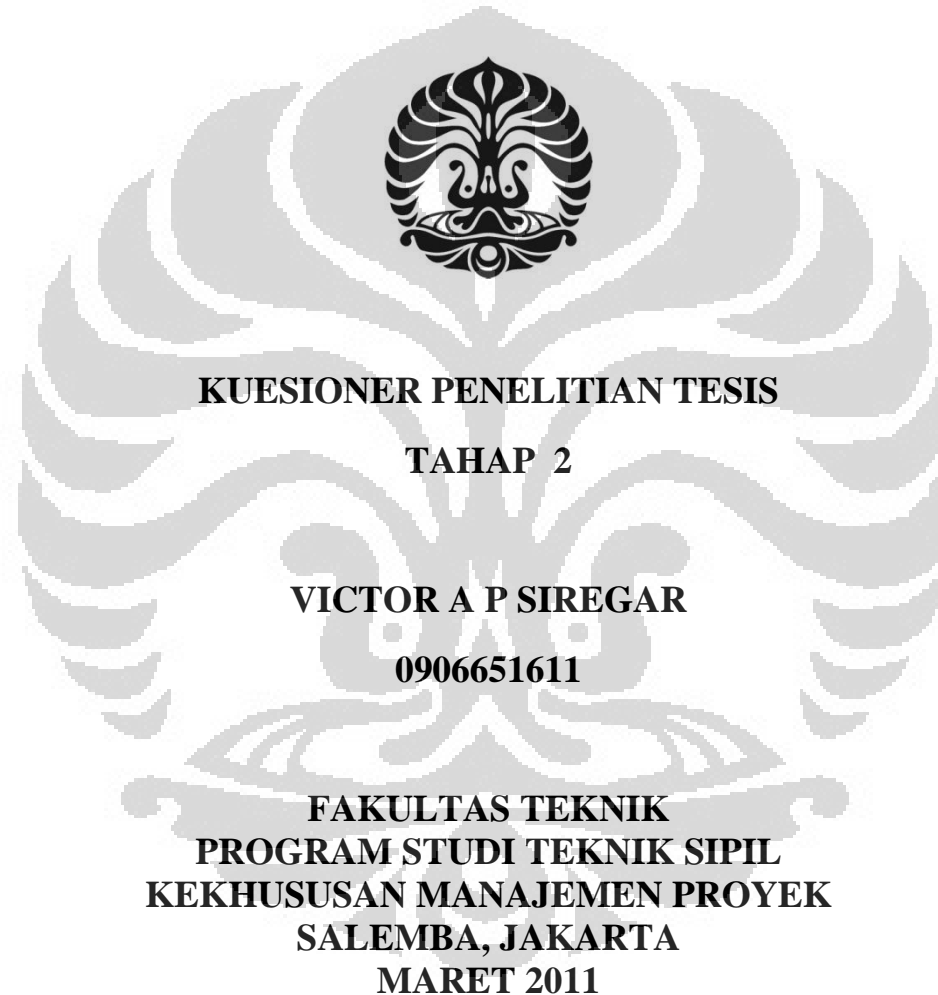 KUESIONER PENELITIAN TESIS
TAHAP 2
VICTOR A P SIREGAR
0906651611
FAKULTAS TEKNIK
PROGRAM STUDI TEKNIK SIPIL
KEKHUSUSAN MANAJEMEN PROYEK
SALEMBA, JAKARTA
MARET 2011